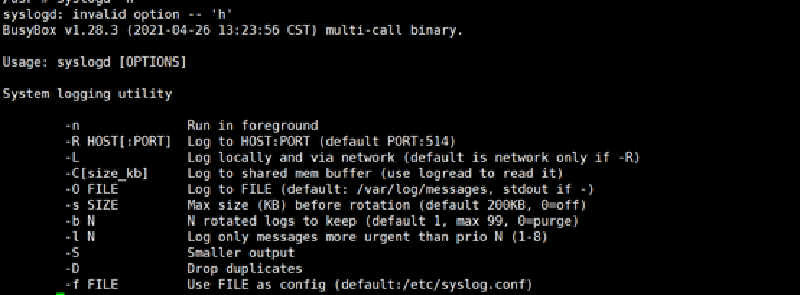 syslogd: invalid option -- 'h'
BusyBox v1.28.3 (2021-04-26 13:23:56 CST) multi-call binary.
Usage: syslogd [OPTIONS]
System logging utility
-n Run in foreground
-R HOST[:PORT] Log to HOST:PORT (default PORT:514)
-L Log locally and via network (default is network only if -R)
-C[size_kb] Log to shared mem buffer (use logread to read it)
-O FILE Log to FILE (default: /var/log/messages, stdout if -)
-s SIZE Max size (KB) before rotation (default 200KB, 0=off)
-b N N rotated logs to keep (default 1, max 99, 0=purge)
-l N Log only messages more urgent than prio N (1-8)
-S Smaller output
-D Drop duplicates
-f FILE Use FILE as config (default:/etc/syslog.conf)